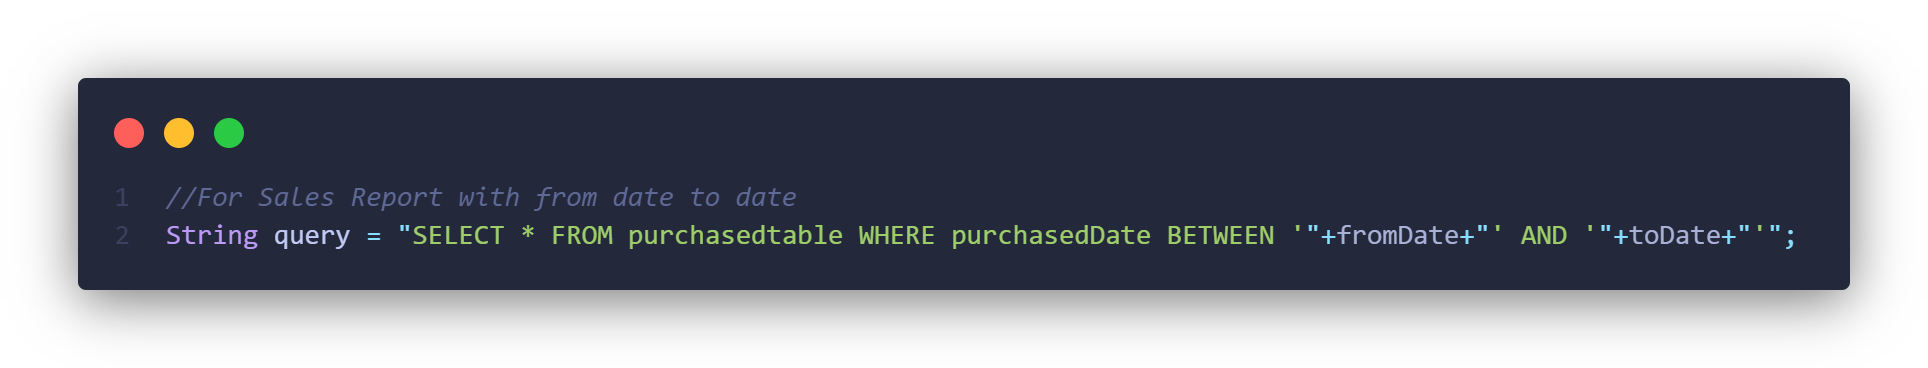 1 //For Sales Report with from date to date
2 String query = "SELECT * FROM purchasedtable WHERE purchasedDate BETWEEN '"+fromDate+"' AND '"+toDate+"'";